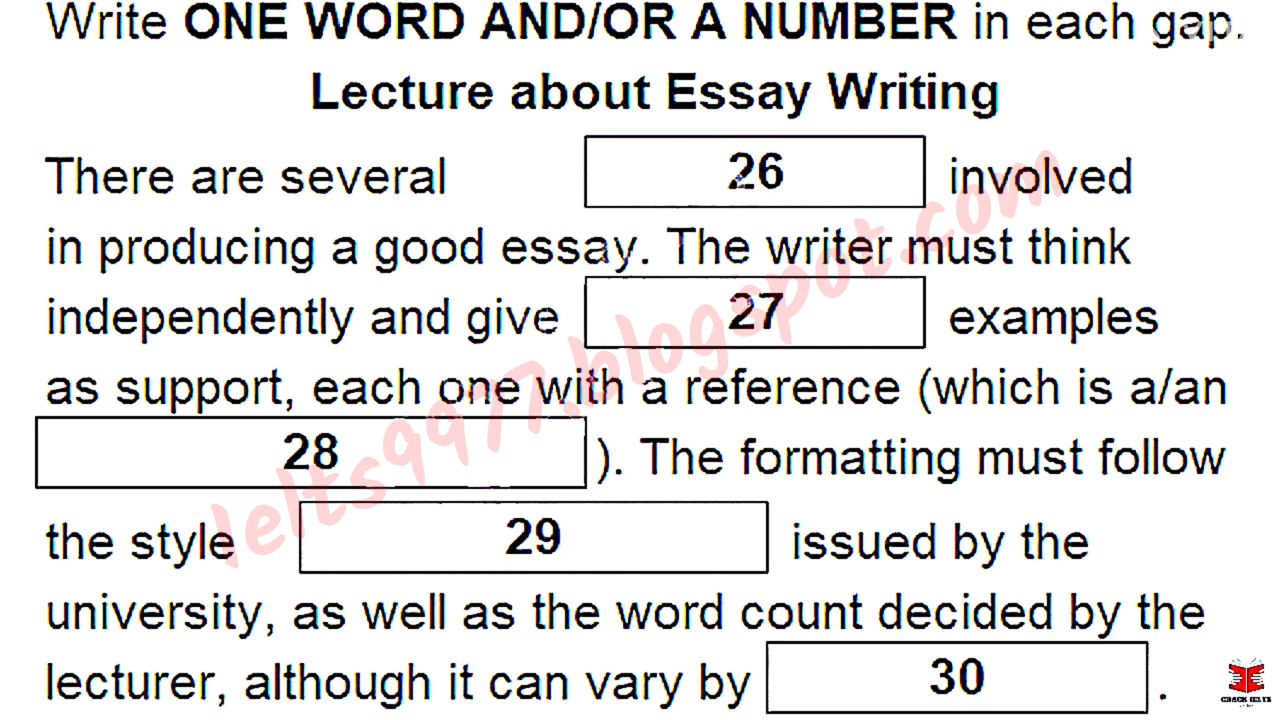 Write ONE WORD AND/OR A NUMBER in each gap.
Lecture about Essay Writing
There are several 26 involved
in producing a good essay. The writer must think
independently and give 27 examples
as support, each one with a reference (which is a/an
28 ). The formatting must follow
the style 29 issued by the
university, as well as the word count decided by the
lecturer, although it can vary by 30 .
Ielts9977.blogspot.com
CRACK IELTS